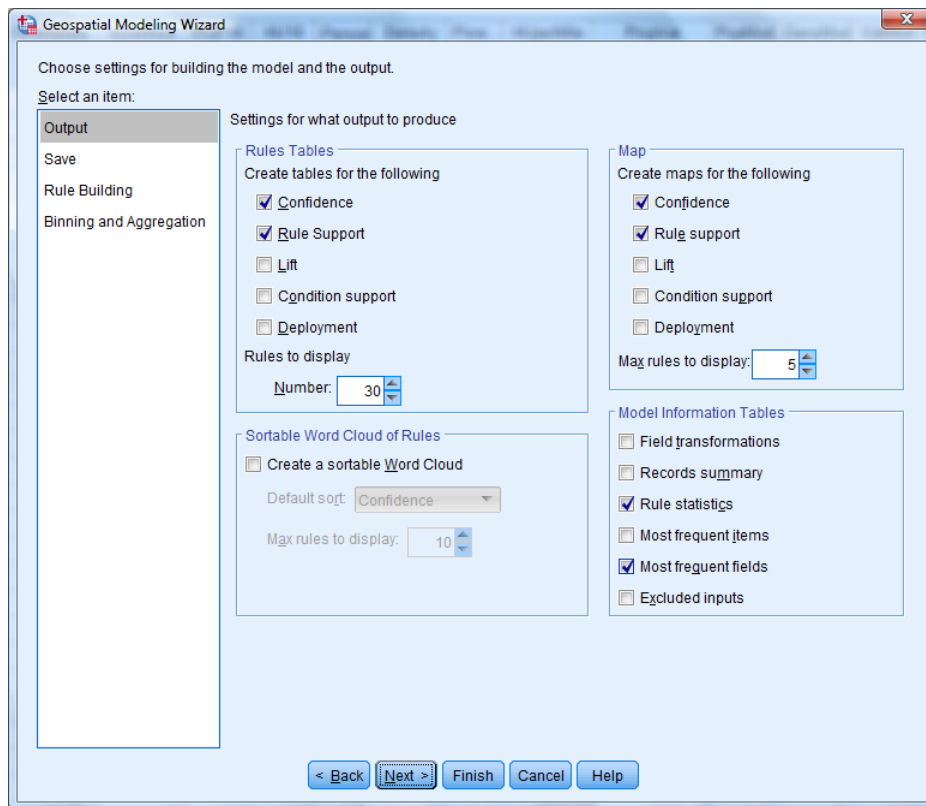 Geospatial Modeling Wizard
Choose settings for building the model and the output.
Select an item:
Output
Save
Rule Building
Binning and Aggregation
Settings for what output to produce
Rules Tables
Create tables for the following
Confidence
Rule Support
Lift
Condition support
Deployment
Rules to display
Number: 30
Sortable Word Cloud of Rules
Create a sortable Word Cloud
Default sort: Confidence
Max rules to display: 10
Map
Create maps for the following
Confidence
Rule support
Lift
Condition support
Deployment
Max rules to display: 5
Model Information Tables
Field transformations
Records summary
Rule statistics
Most frequent items
Most frequent fields
Excluded inputs
< Back Next > Finish Cancel Help